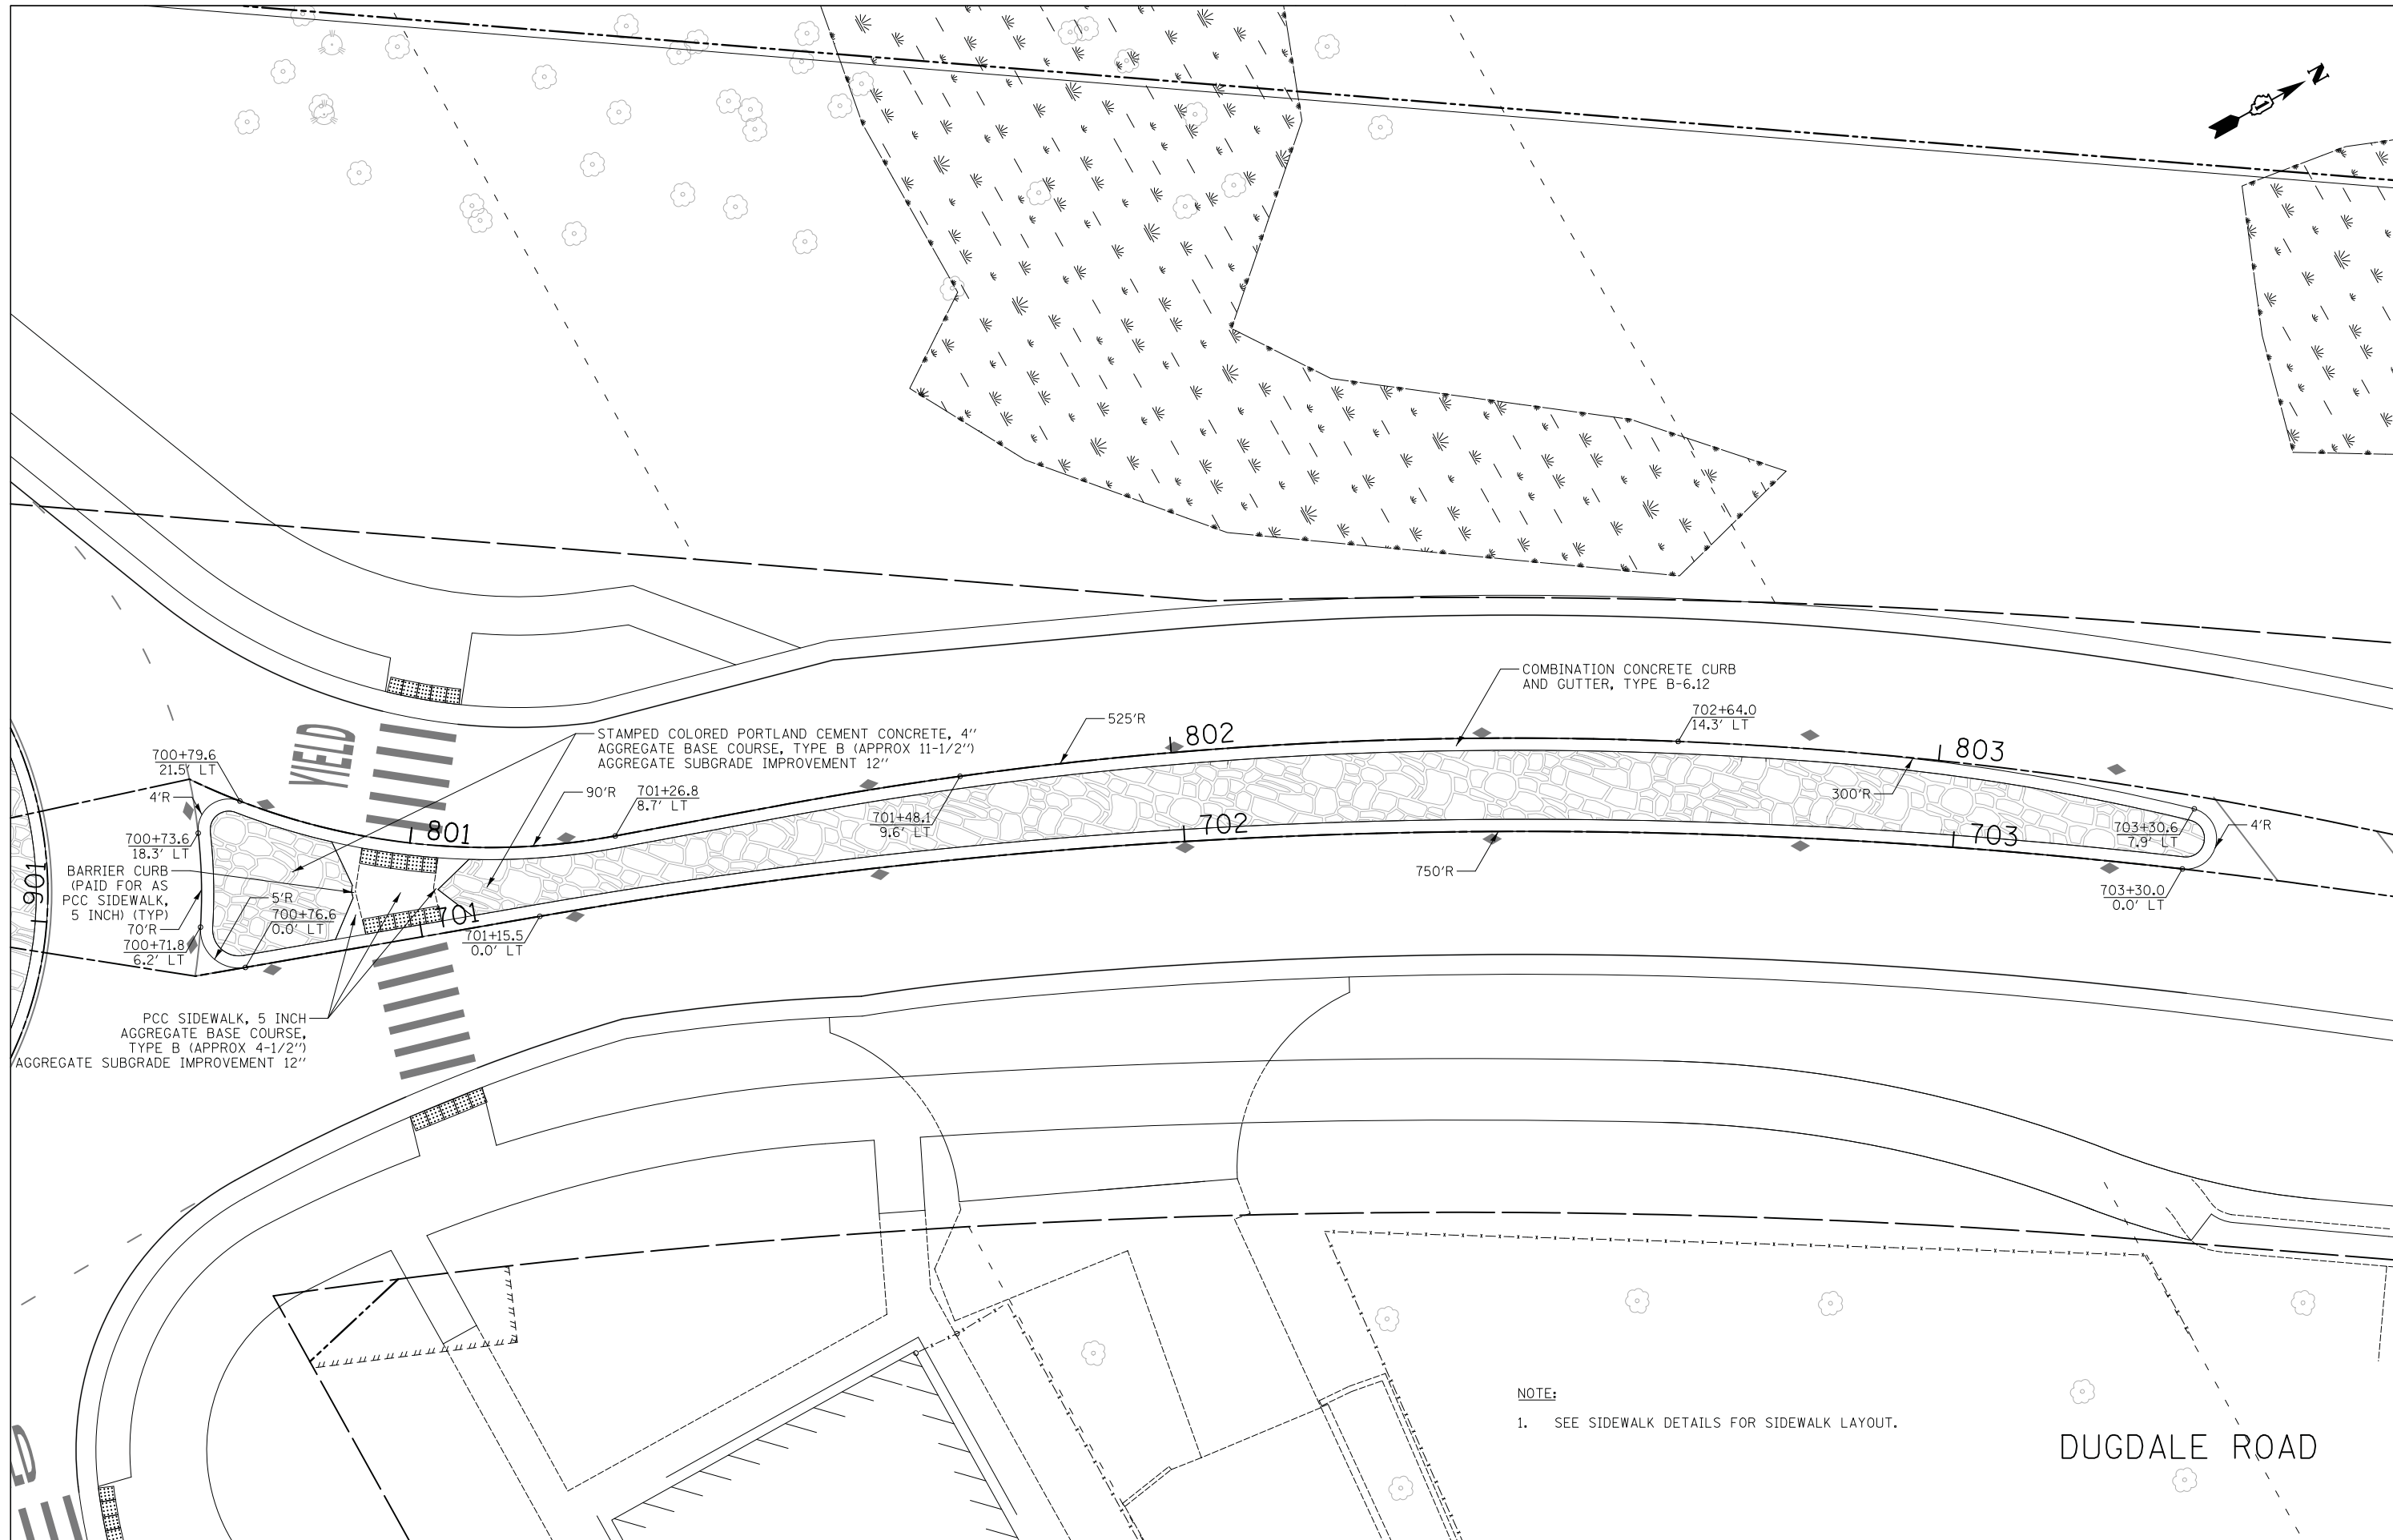 N
COMBINATION CONCRETE CURB
AND GUTTER, TYPE B-6.12
702+64.0
14.3' LT
525'R
802
803
YIELD
STAMPED COLORED PORTLAND CEMENT CONCRETE, 4"
AGGREGATE BASE COURSE, TYPE B (APPROX 11-1/2")
AGGREGATE SUBGRADE IMPROVEMENT 12"
700+79.6
21.5' LT
4'R
90'R
701+26.8
8.7' LT
300'R
701+48.1
9.6' LT
801
702
703
703+30.6
7.9' LT
4'R
700+73.6
18.3' LT
BARRIER CURB
(PAID FOR AS
PCC SIDEWALK,
5 INCH) (TYP)
70'R
901
5'R
700+76.6
0.0' LT
750'R
703+30.0
0.0' LT
701
701+15.5
0.0' LT
700+71.8
6.2' LT
PCC SIDEWALK, 5 INCH
AGGREGATE BASE COURSE,
TYPE B (APPROX 4-1/2")
AGGREGATE SUBGRADE IMPROVEMENT 12"
NOTE:
1. SEE SIDEWALK DETAILS FOR SIDEWALK LAYOUT.
DUGDALE ROAD
LD